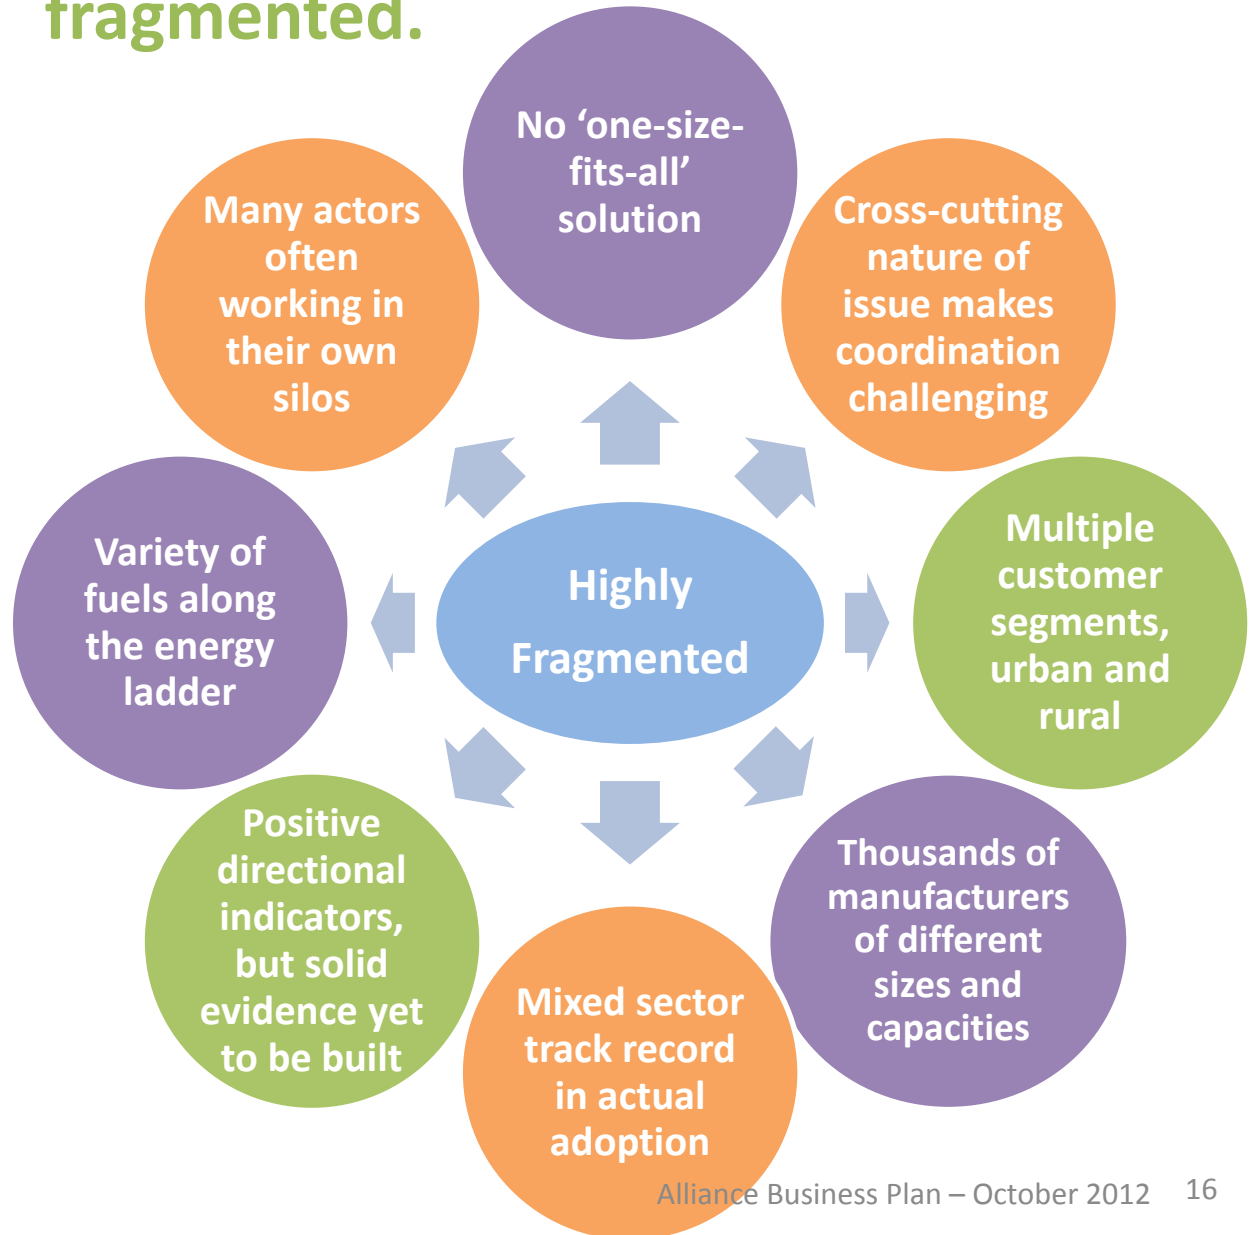 fragmented.
No ‘one-size-
fits-all’
solution
Cross-cutting
nature of
issue makes
coordination
challenging
Multiple
customer
segments,
urban and
rural
Thousands of
manufacturers
of different
sizes and
capacities
Mixed sector
track record
in actual
adoption
Positive
directional
indicators,
but solid
evidence yet
to be built
Variety of
fuels along
the energy
ladder
Many actors
often
working in
their own
silos
Highly
Fragmented
Alliance Business Plan – October 2012 16